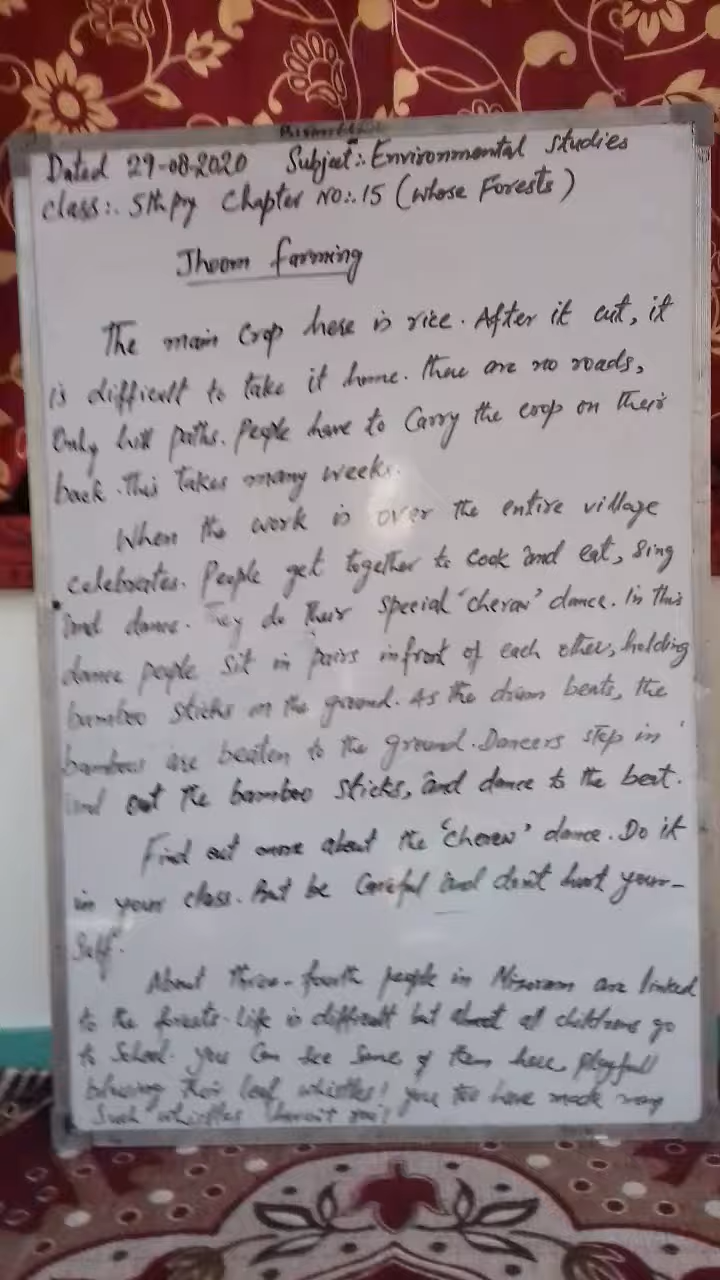 Bismillah
Dated 29-08-2020 Subject:. Environmental studies
class:. 5th pry Chapter NO:.15 (whose Forests)
Jhoom farming
The main Crop here is rice. After it cut, it
is difficult to take it home. there are no roads,
Only hill paths. People have to Carry the crop on their
back. This takes many weeks.
When the work is over the entire village
celebrates. People get together to cook and eat, sing
and dance. They do their special 'cheraw' dance. In this
dance people sit in pairs infront of each other, holding
bamboo sticks on the ground. As the drum beats, the
bamboos are beaten to the ground. Dancers step in
and out the bamboo sticks, and dance to the beat.
Find out more about the 'cheraw' dance. Do it
in your class. But be Careful and don't hurt your-
self.
About three-fourth people in Mizoram are linked
to the forests. Life is difficult but almost all childrens go
to School. you Can see Some of them here, playfull
blowing their leaf whistles! you too have made many
Such whistles haven't you?